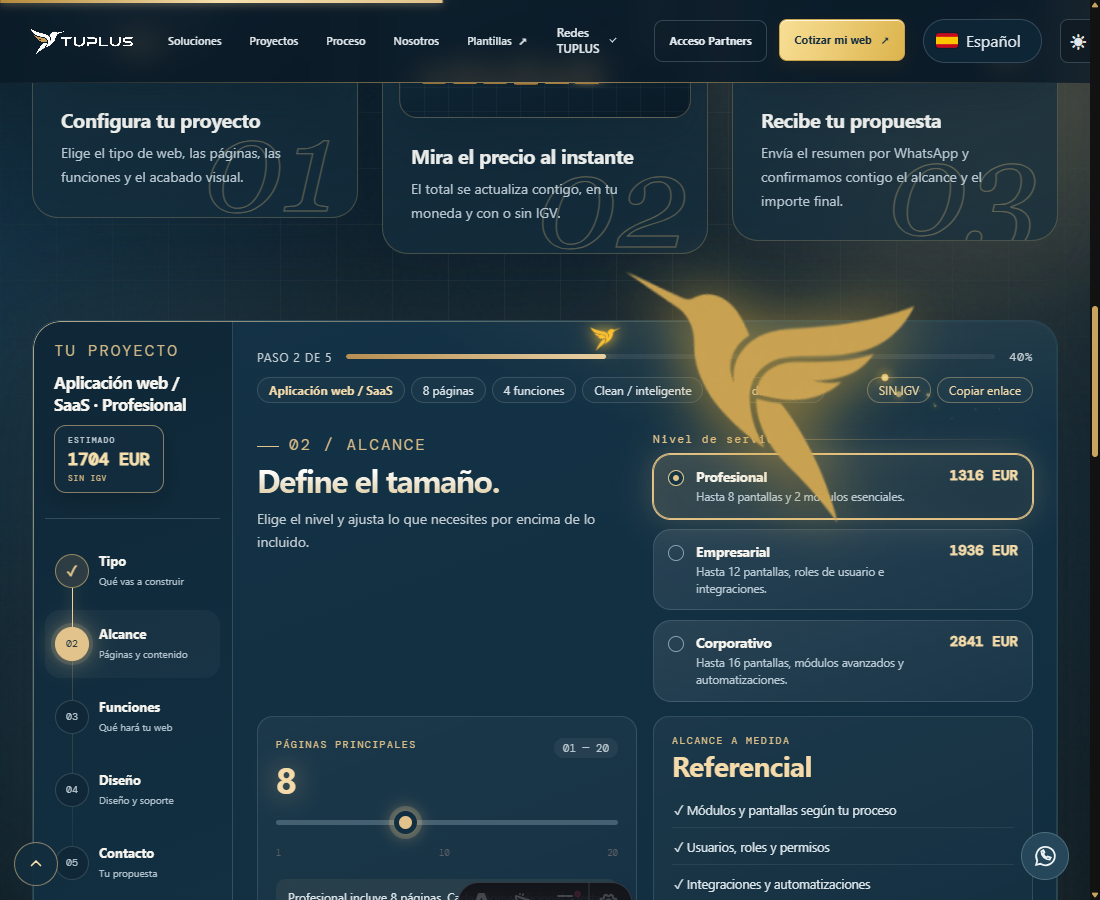 TUPLUS
Soluciones
Proyectos
Proceso
Nosotros
Plantillas ↗
Redes
TUPLUS
Acceso Partners
Cotizar mi web ↗
Español
Configura tu proyecto
Elige el tipo de web, las páginas, las
funciones y el acabado visual.
01
Mira el precio al instante
El total se actualiza contigo, en tu
moneda y con o sin IGV.
02
Recibe tu propuesta
Envía el resumen por WhatsApp y
confirmamos contigo el alcance y el
importe final.
03
TU PROYECTO
Aplicación web /
SaaS · Profesional
ESTIMADO
1704 EUR
SIN IGV
✓ Tipo
Qué vas a construir
02 Alcance
Páginas y contenido
03 Funciones
Qué hará tu web
04 Diseño
Diseño y soporte
05 Contacto
Tu propuesta
PASO 2 DE 5
40%
Aplicación web / SaaS
8 páginas
4 funciones
Clean / inteligente
SIN IGV
Copiar enlace
02 / ALCANCE
Define el tamaño.
Elige el nivel y ajusta lo que necesites por encima de lo
incluido.
Nivel de
Profesional
1316 EUR
Hasta 8 pantallas y 2 módulos esenciales.
Empresarial
1936 EUR
Hasta 12 pantallas, roles de usuario e
integraciones.
Corporativo
2841 EUR
Hasta 16 pantallas, módulos avanzados y
automatizaciones.
PÁGINAS PRINCIPALES
01 — 20
8
1
10
20
Profesional incluye 8 páginas.
ALCANCE A MEDIDA
Referencial
✓ Módulos y pantallas según tu proceso
✓ Usuarios, roles y permisos
✓ Integraciones y automatizaciones